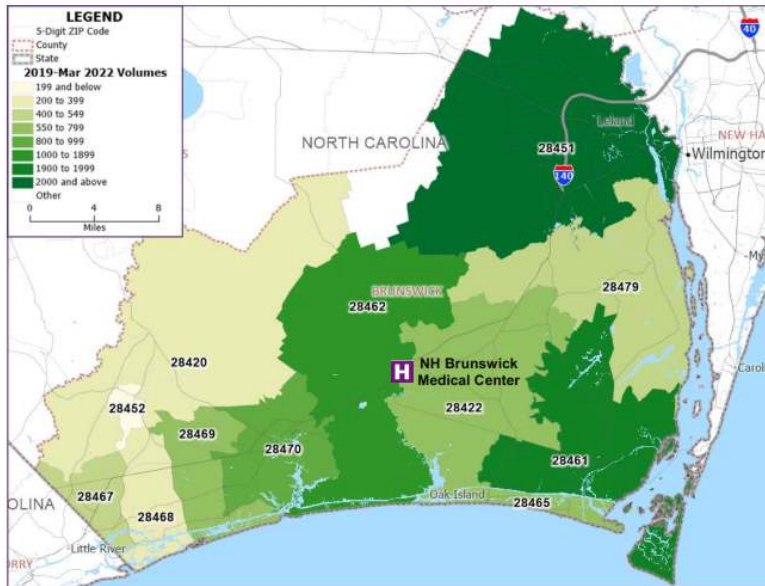 LEGEND
5-Digit ZIP Code
County
State
2019-Mar 2022 Volumes
199 and below
200 to 399
400 to 549
550 to 799
800 to 999
1000 to 1899
1900 to 1999
2000 and above
Other
0 4 8
Miles
40
NORTH CAROLINA
Leland
NEW HA
28451
Wilmington
140
My
BRUNSWICK
28479
28462
28420
NH Brunswick
Medical Center
Caroli
28452
28422
28469
28470
28461
28467
Oak Island
28465
OLINA
28468
Little River
ORRY